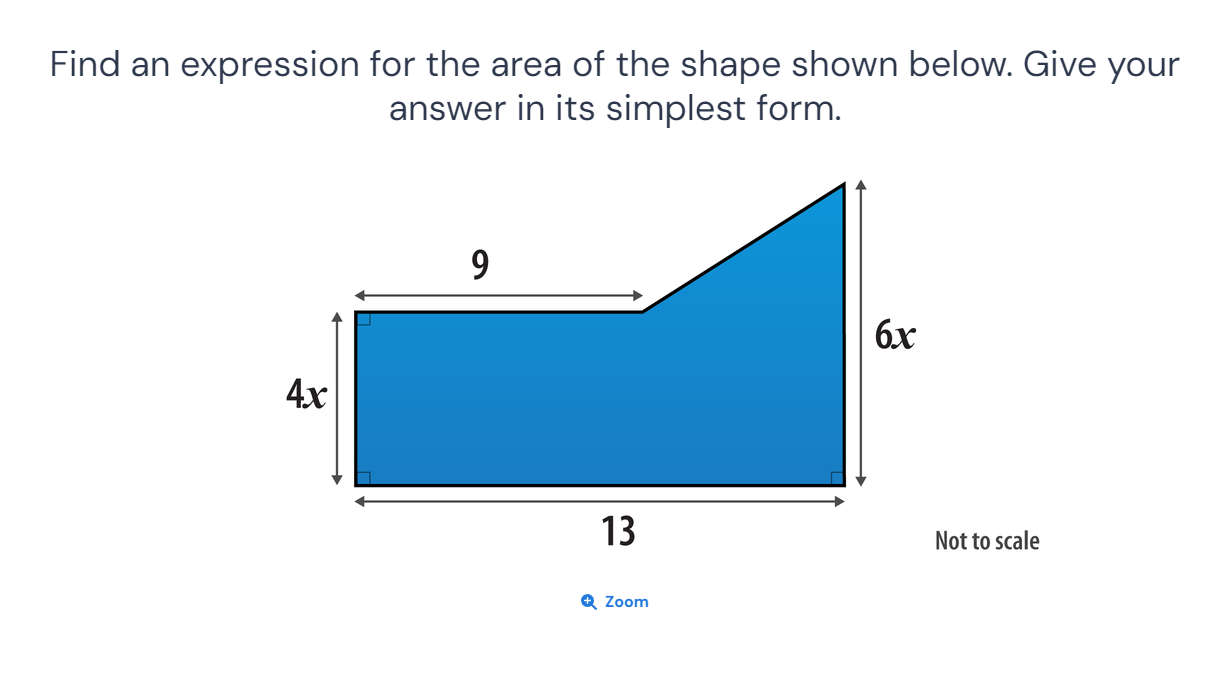 Find an expression for the area of the shape shown below. Give your
answer in its simplest form.
9
4x
6x
13
Not to scale
Zoom